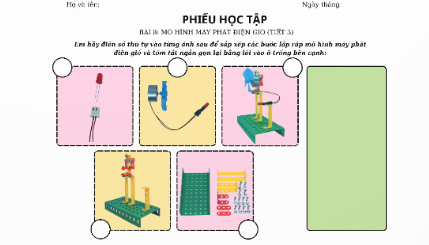 Họ và tên:
Ngày tháng
PHIẾU HỌC TẬP
BÀI 8: MÔ HÌNH MÁY PHÁT ĐIỆN GIÓ (TIẾT 3)
Em hãy điền số thứ tự vào từng ảnh sau để sắp xếp các bước lắp ráp mô hình máy phát
điện gió và tóm tắt ngắn gọn lại bằng lời vào ô trống bên cạnh: